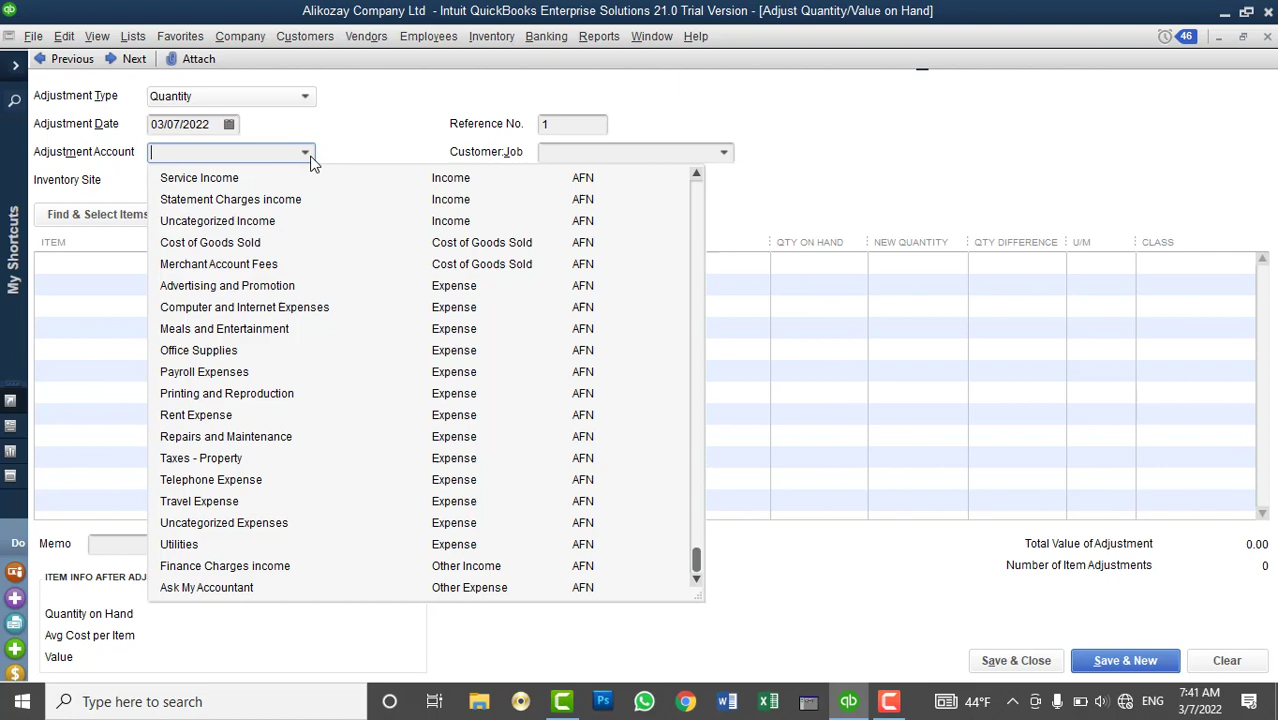 Alikozay Company Ltd - Intuit QuickBooks Enterprise Solutions 21.0 Trial Version - [Adjust Quantity/Value on Hand]
File Edit View Lists Favorites Company Customers Vendors Employees Inventory Banking Reports Window Help 46
Previous Next Attach
Adjustment Type Quantity
Adjustment Date 03/07/2022 Reference No. 1
Adjustment Account Customer:Job
Inventory Site
Find & Select Items
ITEM QTY ON HAND NEW QUANTITY QTY DIFFERENCE U/M CLASS
Service Income Income AFN
Statement Charges income Income AFN
Uncategorized Income Income AFN
Cost of Goods Sold Cost of Goods Sold AFN
Merchant Account Fees Cost of Goods Sold AFN
Advertising and Promotion Expense AFN
Computer and Internet Expenses Expense AFN
Meals and Entertainment Expense AFN
Office Supplies Expense AFN
Payroll Expenses Expense AFN
Printing and Reproduction Expense AFN
Rent Expense Expense AFN
Repairs and Maintenance Expense AFN
Taxes - Property Expense AFN
Telephone Expense Expense AFN
Travel Expense Expense AFN
Uncategorized Expenses Expense AFN
Utilities Expense AFN
Finance Charges income Other Income AFN
Ask My Accountant Other Expense AFN
My Shortcuts
Do
Memo
Total Value of Adjustment 0.00
Number of Item Adjustments 0
ITEM INFO AFTER ADJ
Quantity on Hand
Avg Cost per Item
Value
Save & Close Save & New Clear
Type here to search
44°F ENG
7:41 AM
3/7/2022